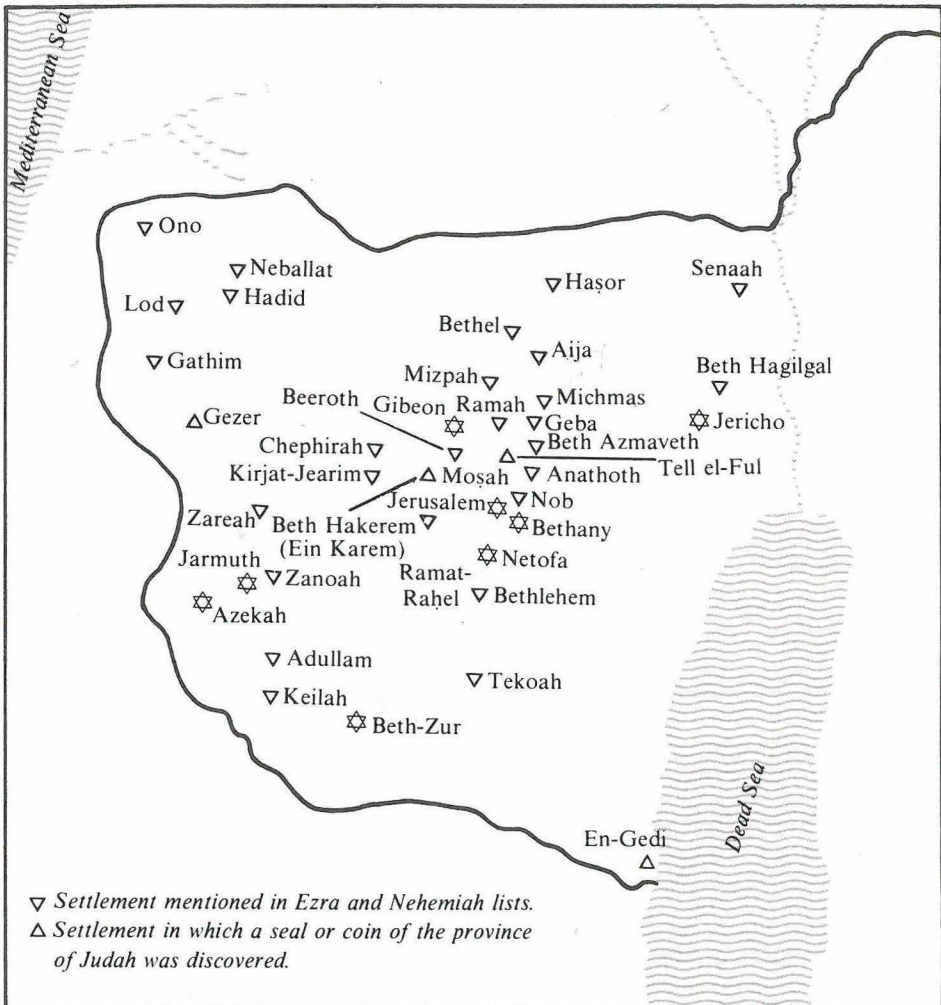 Mediterranean Sea
Ono
Neballat
Hadid
Lod
Haṣor
Senaah
Bethel
Aija
Gathim
Mizpah
Beth Hagilgal
Beeroth
Gibeon
Ramah
Michmas
Geba
Jericho
Gezer
Beth Azmaveth
Chephirah
Tell el-Ful
Kirjat-Jearim
Moṣah
Anathoth
Jerusalem
Nob
Zareah
Beth Hakerem
(Ein Karem)
Bethany
Jarmuth
Netofa
Zanoah
Ramat-
Raḥel
Bethlehem
Azekah
Adullam
Tekoah
Keilah
Beth-Zur
Dead Sea
En-Gedi
Settlement mentioned in Ezra and Nehemiah lists.
Settlement in which a seal or coin of the province
of Judah was discovered.